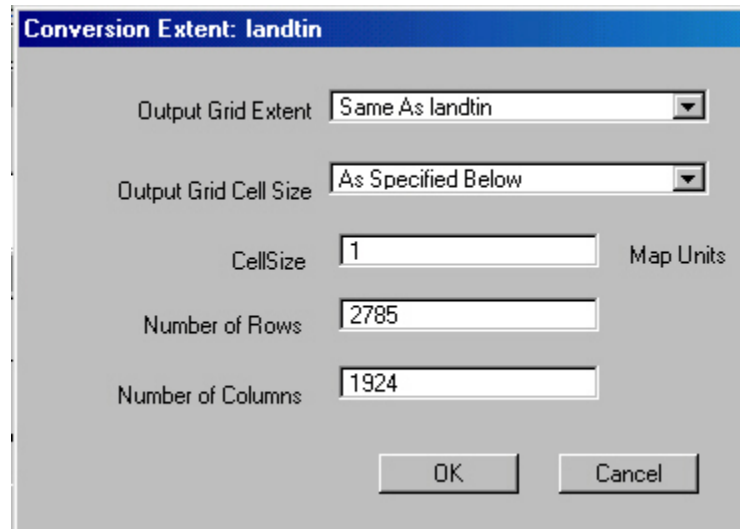 Conversion Extent: landtin
Output Grid Extent Same As landtin
Output Grid Cell Size As Specified Below
CellSize 1 Map Units
Number of Rows 2785
Number of Columns 1924
OK Cancel